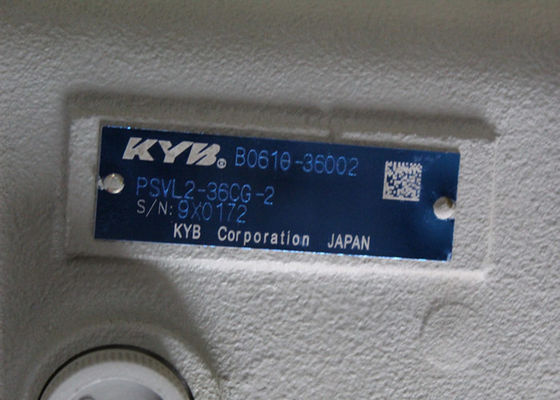 KYB® B0610-36002
PSVL2-36CG-2
S/N: 9X0172
KYB Corporation JAPAN